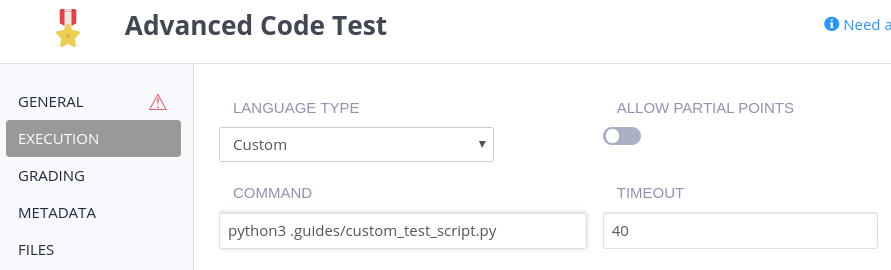 Advanced Code Test
Need a
GENERAL
EXECUTION
GRADING
METADATA
FILES
LANGUAGE TYPE
ALLOW PARTIAL POINTS
Custom
COMMAND
TIMEOUT
python3 .guides/custom_test_script.py
40